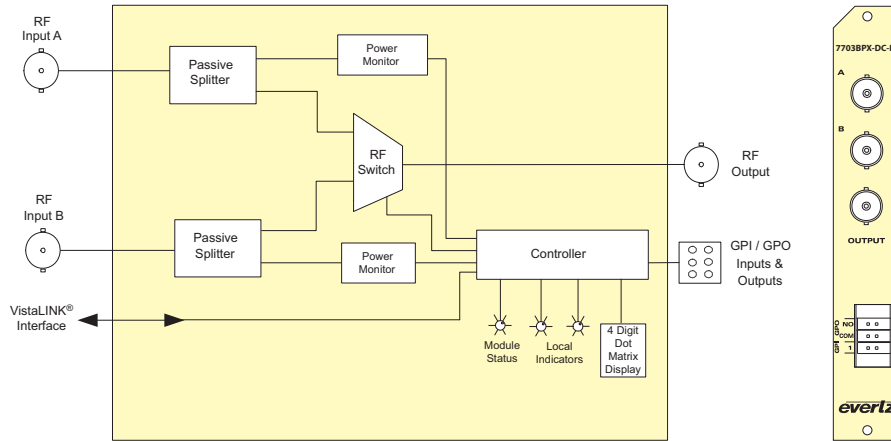 RF
Input A
Passive
Splitter
Power
Monitor
RF
Switch
RF
Output
RF
Input B
Passive
Splitter
Power
Monitor
Controller
GPI / GPO
Inputs &
Outputs
VistaLINK®
Interface
Module
Status
Local
Indicators
4 Digit
Dot
Matrix
Display
A
B
OUTPUT
GPO
NO
COM
GPI
1